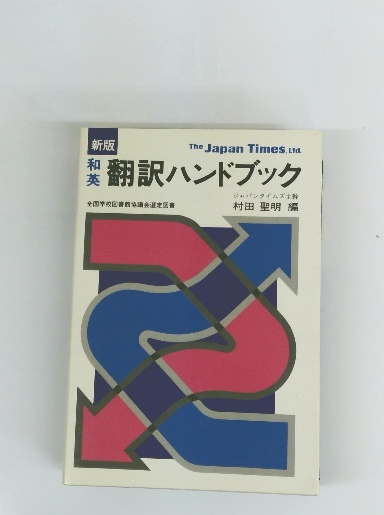 新版
The Japan Times, Ltd.
和英 翻訳ハンドブック
ジャパンタイムズ主幹
全国学校図書館協議会選定図書
村田 聖明 編